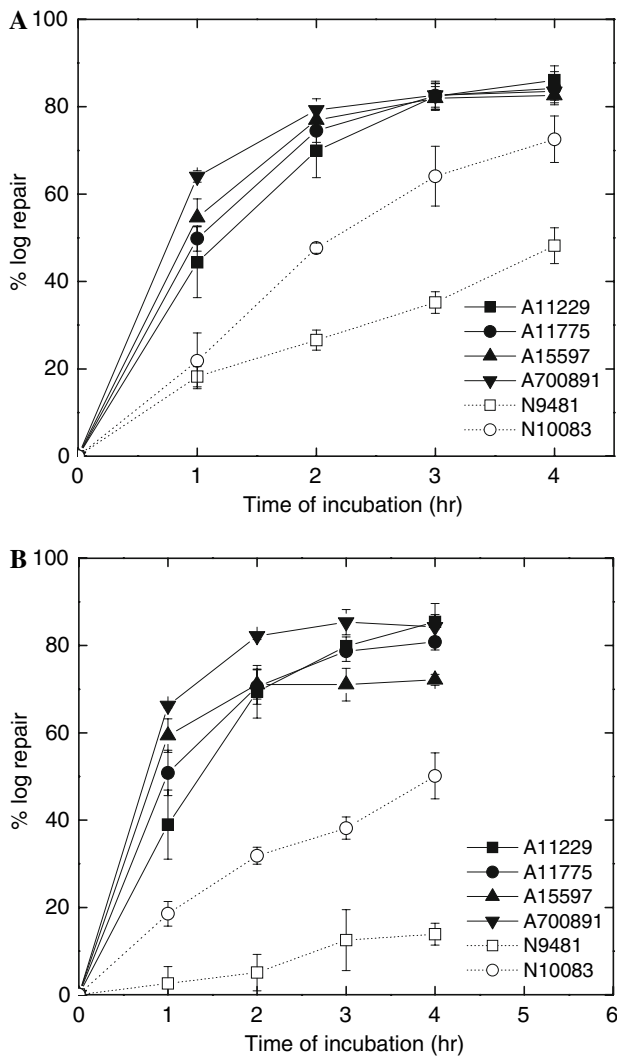 A
100
80
60
40
20
0
% log repair
A11229
A11775
A15597
A700891
N9481
N10083
0 1 2 3 4
Time of incubation (hr)
B
100
80
60
40
20
0
% log repair
A11229
A11775
A15597
A700891
N9481
N10083
0 1 2 3 4 5 6
Time of incubation (hr)